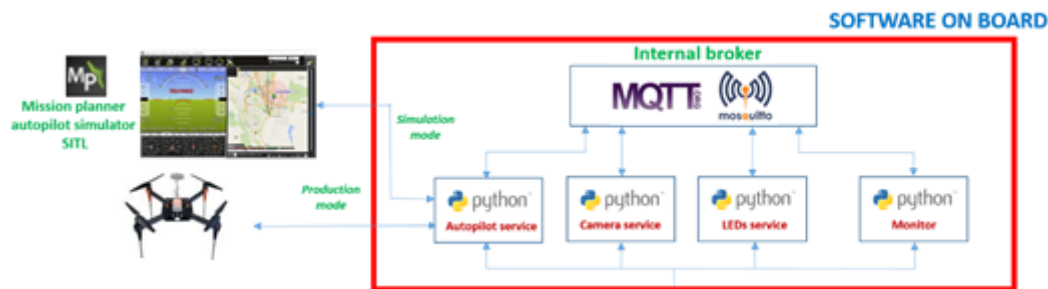 SOFTWARE ON BOARD
Internal broker
MQTT
mosquitto
Mp
Mission planner
autopilot simulator
SITL
Simulation
mode
Production
mode
python
Autopilot service
python
Camera service
python
LEDs service
python
Monitor